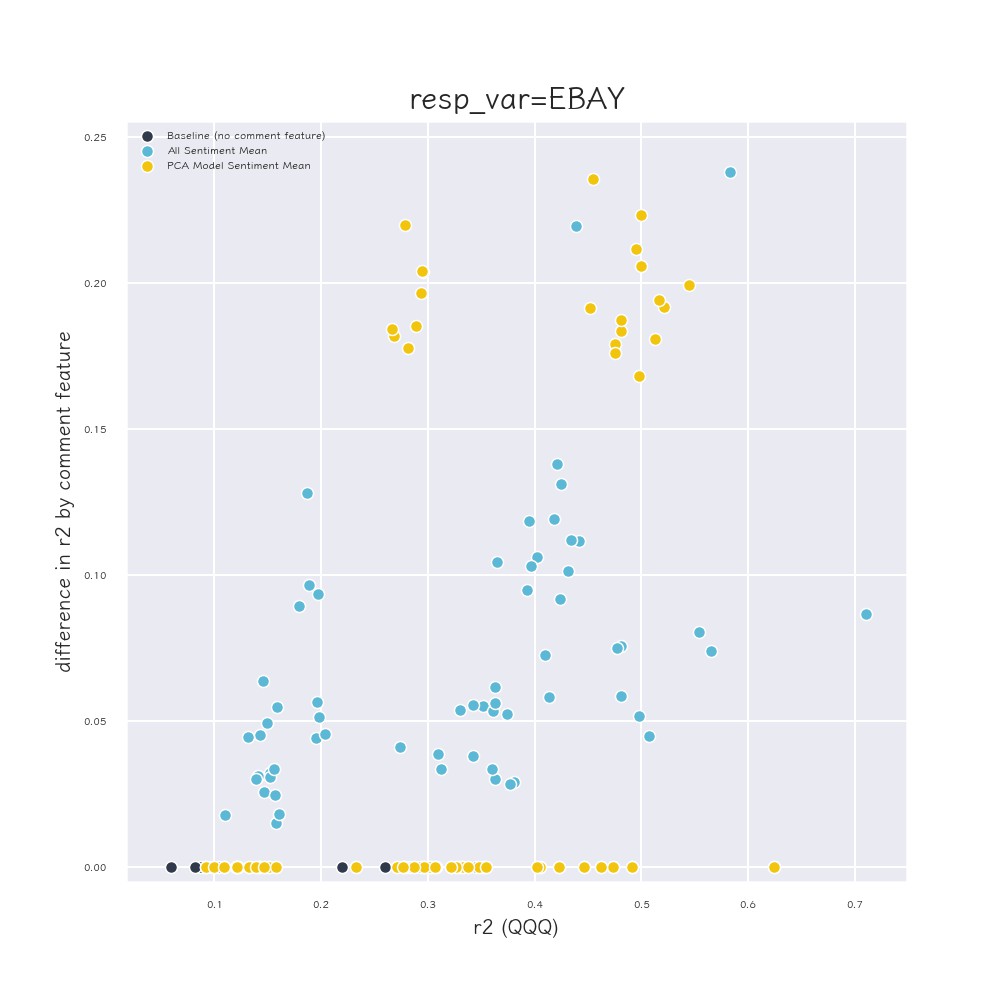 resp_var=EBAY
Baseline (no comment feature)
All Sentiment Mean
PCA Model Sentiment Mean
difference in r2 by comment feature
0.25
0.20
0.15
0.10
0.05
0.00
0.1 0.2 0.3 0.4 0.5 0.6 0.7
r2 (QQQ)